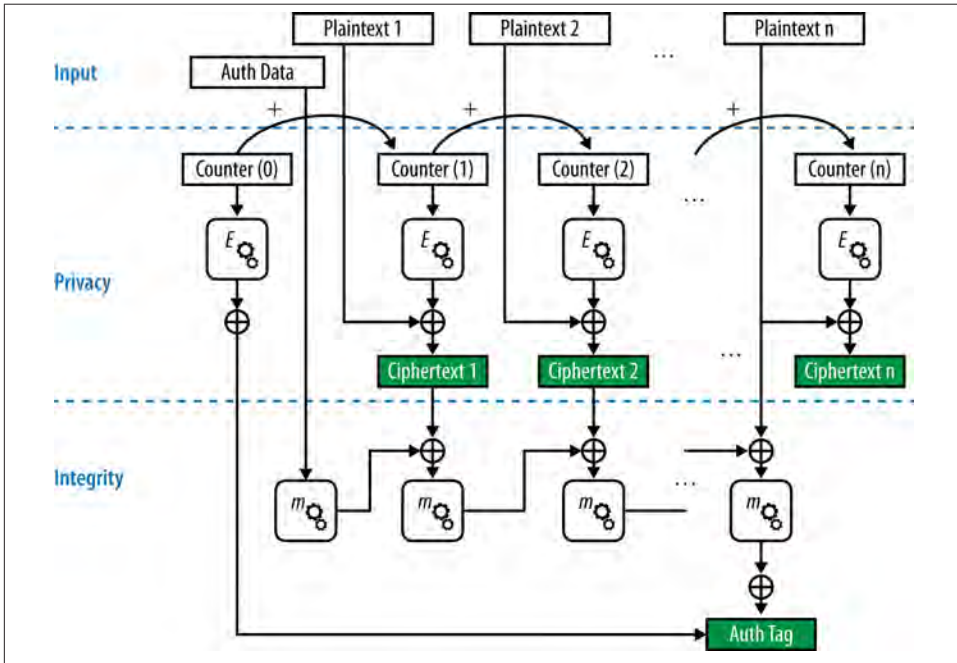 Plaintext 1
Plaintext 2
Plaintext n
...
Input
Auth Data
+
+
+
Counter (0)
Counter (1)
Counter (2)
Counter (n)
...
E
E
E
E
Privacy
...
Ciphertext 1
Ciphertext 2
Ciphertext n
Integrity
...
m
m
m
m
Auth Tag